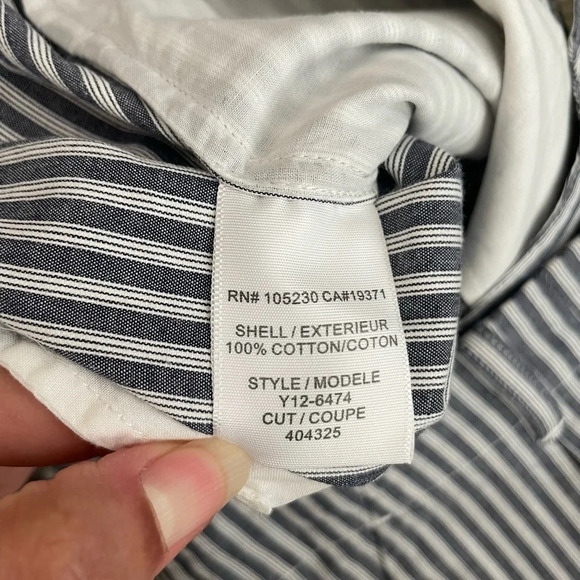 RN# 105230 CA#19371
SHELL / EXTERIEUR
100% COTTON/COTON
STYLE / MODELE
Y12-6474
CUT / COUPE
404325